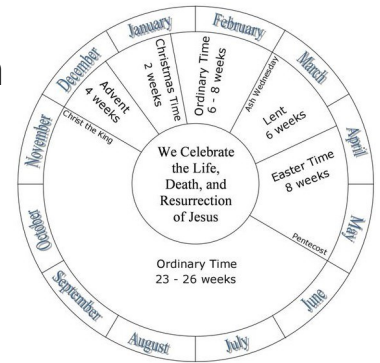 January
February
March
April
May
June
July
August
September
October
November
December
Christmas Time
2 weeks
Ordinary Time
6 - 8 weeks
Ash Wednesday
Lent
6 weeks
Easter Time
8 weeks
Pentecost
Ordinary Time
23 - 26 weeks
Christ the King
Advent
4 weeks
We Celebrate
the Life,
Death, and
Resurrection
of Jesus